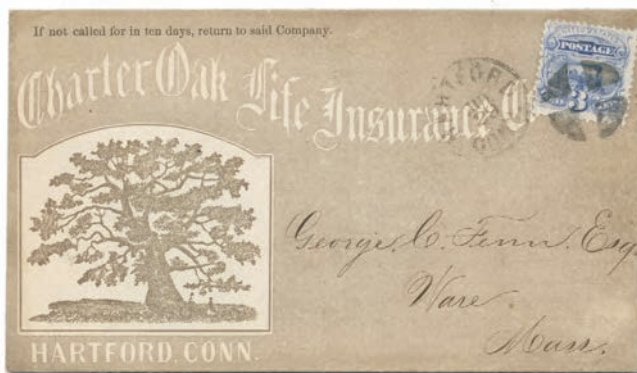 If not called for in ten days, return to said Company.
Charter Oak Life Insurance C
POSTAGE
3
HARTFORD
CONN
George C. Fenn. Esq
Ware.
Mass.
HARTFORD, CONN.